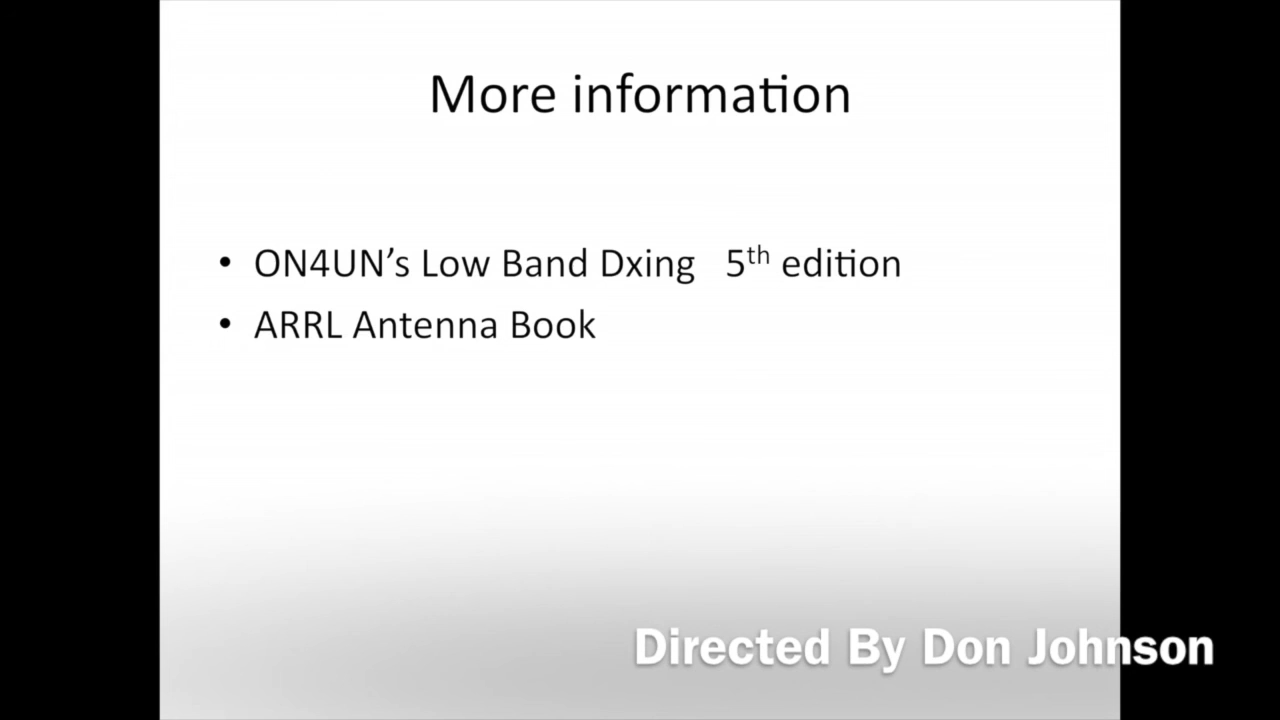 More information
• ON4UN’s Low Band Dxing 5th edition
• ARRL Antenna Book
Directed By Don Johnson